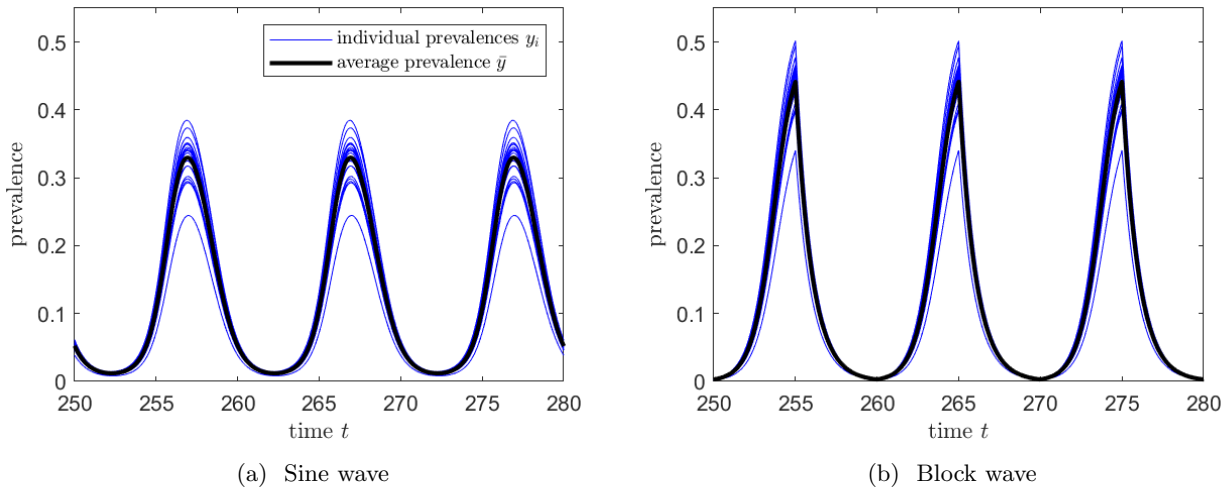 individual prevalences yᵢ
average prevalence ȳ
prevalence
0.5
0.4
0.3
0.2
0.1
0
250 255 260 265 270 275 280
time t
(a) Sine wave
prevalence
0.5
0.4
0.3
0.2
0.1
0
250 255 260 265 270 275 280
time t
(b) Block wave